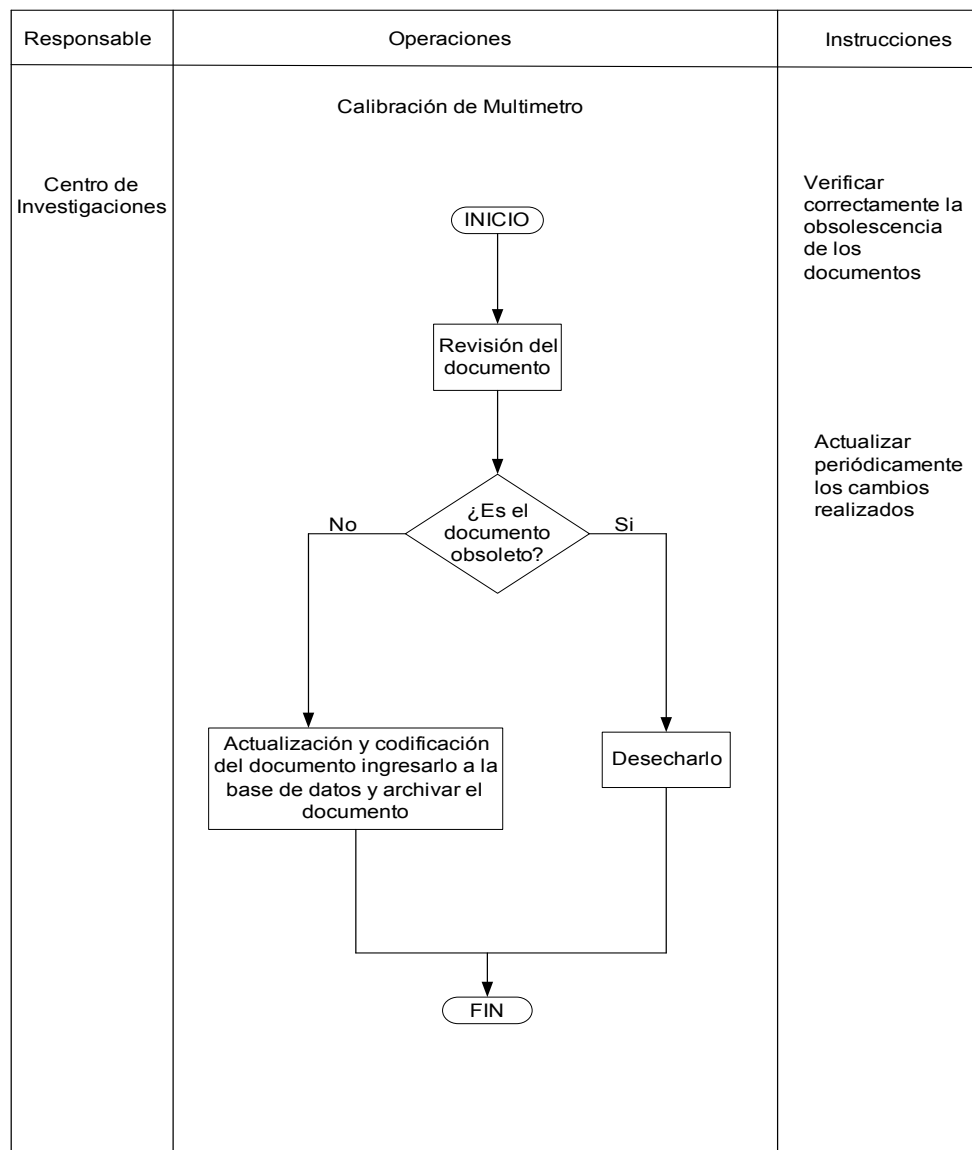 Responsable
Operaciones
Instrucciones
Calibración de Multimetro
Centro de
Investigaciones
Verificar
correctamente la
obsolescencia
de los
documentos
INICIO
Revisión del
documento
Actualizar
periódicamente
los cambios
realizados
¿Es el
documento
obsoleto?
No
Si
Actualización y codificación
del documento ingresarlo a la
base de datos y archivar el
documento
Desecharlo
FIN